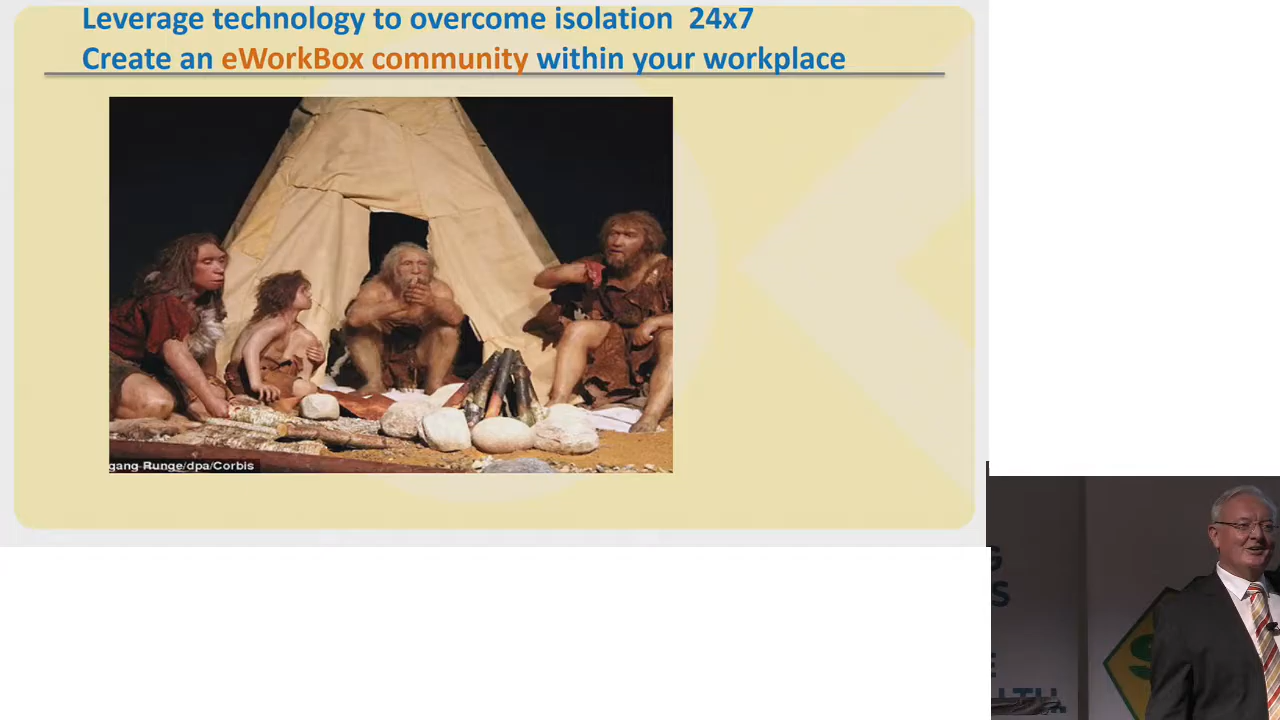 Leverage technology to overcome isolation 24x7
Create an eWorkBox community within your workplace
gang Runge/dpa/Corbis